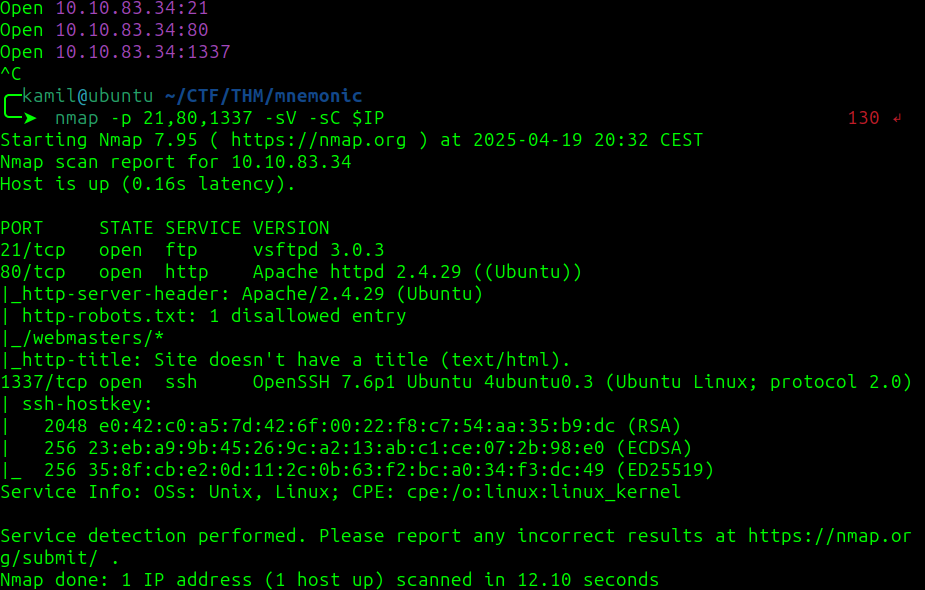 Open 10.10.83.34:21
Open 10.10.83.34:80
Open 10.10.83.34:1337
^C
kamil@ubuntu ~/CTF/THM/mnemonic
nmap -p 21,80,1337 -sV -sC $IP 130 ↲
Starting Nmap 7.95 ( https://nmap.org ) at 2025-04-19 20:32 CEST
Nmap scan report for 10.10.83.34
Host is up (0.16s latency).
PORT     STATE SERVICE VERSION
21/tcp   open  ftp     vsftpd 3.0.3
80/tcp   open  http    Apache httpd 2.4.29 ((Ubuntu))
|_http-server-header: Apache/2.4.29 (Ubuntu)
| http-robots.txt: 1 disallowed entry
|_/webmasters/*
|_http-title: Site doesn't have a title (text/html).
1337/tcp open  ssh     OpenSSH 7.6p1 Ubuntu 4ubuntu0.3 (Ubuntu Linux; protocol 2.0)
| ssh-hostkey:
|   2048 e0:42:c0:a5:7d:42:6f:00:22:f8:c7:54:aa:35:b9:dc (RSA)
|   256 23:eb:a9:9b:45:26:9c:a2:13:ab:c1:ce:07:2b:98:e0 (ECDSA)
|_  256 35:8f:cb:e2:0d:11:2c:0b:63:f2:bc:a0:34:f3:dc:49 (ED25519)
Service Info: OSs: Unix, Linux; CPE: cpe:/o:linux:linux_kernel
Service detection performed. Please report any incorrect results at https://nmap.or
g/submit/ .
Nmap done: 1 IP address (1 host up) scanned in 12.10 seconds